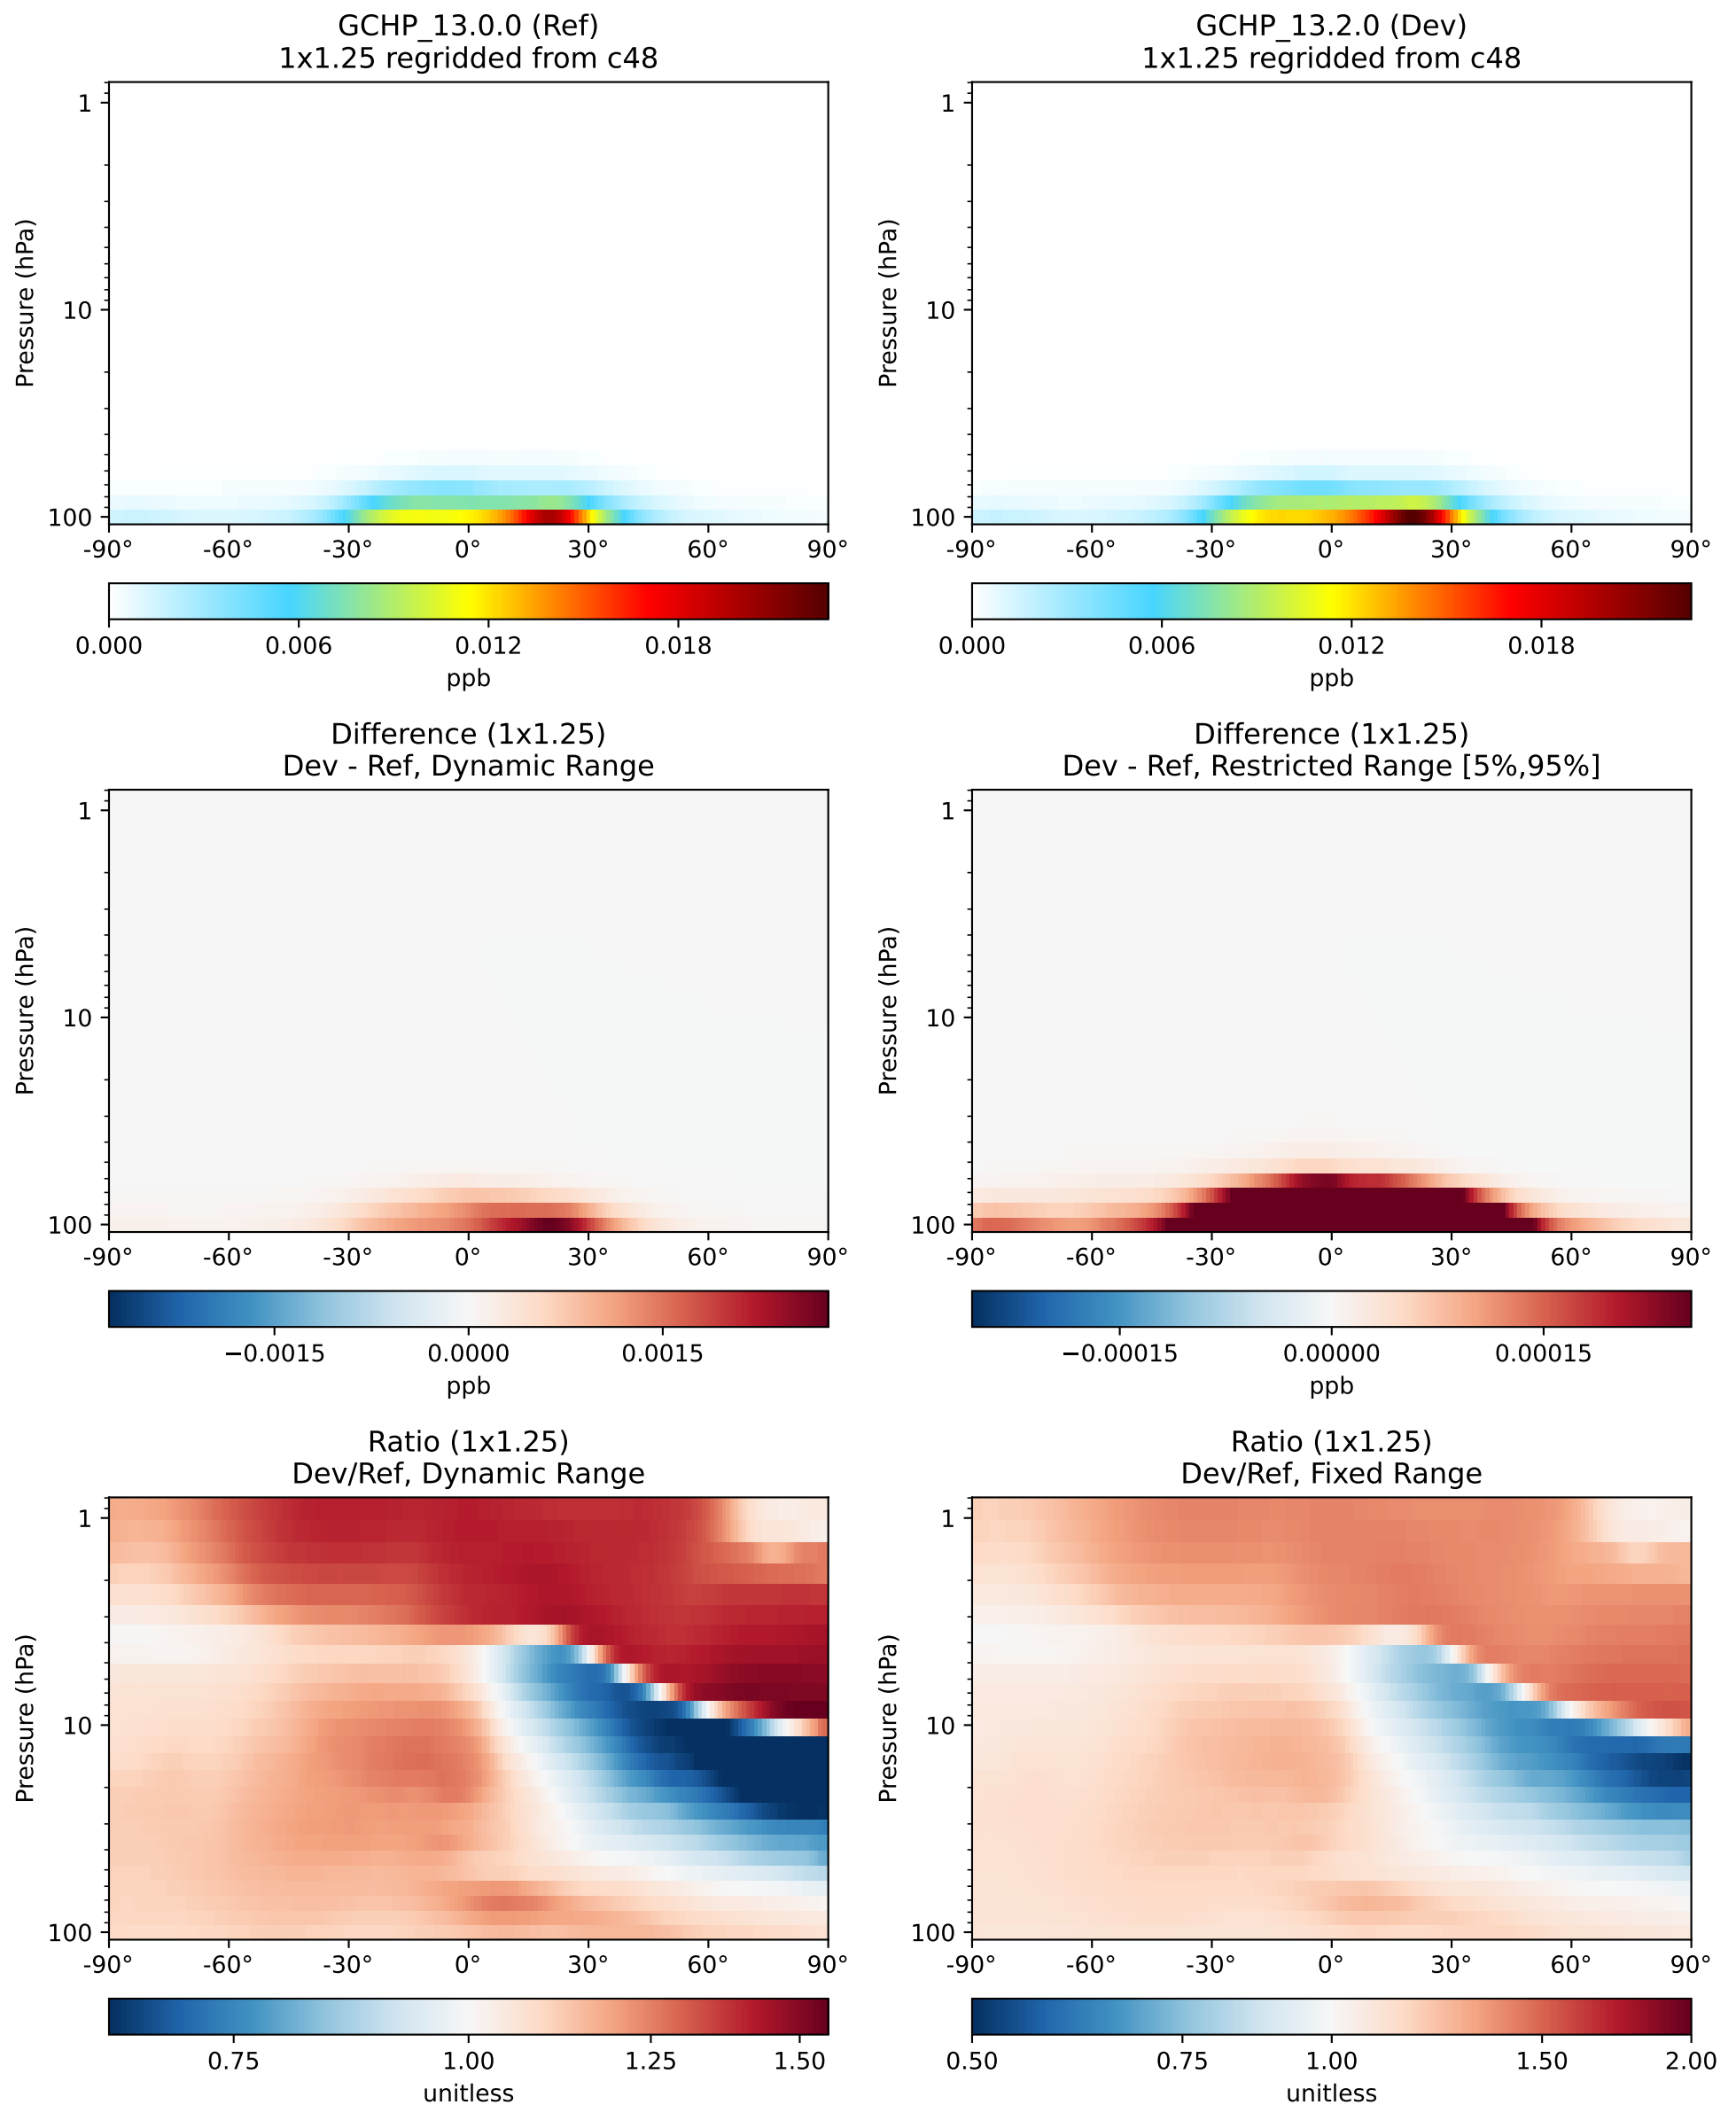 GCHP_13.0.0 (Ref)
1x1.25 regridded from c48
Pressure (hPa)
1
10
100
-90° -60° -30° 0° 30° 60° 90°
0.000 0.006 0.012 0.018
ppb
GCHP_13.2.0 (Dev)
1x1.25 regridded from c48
Pressure (hPa)
1
10
100
-90° -60° -30° 0° 30° 60° 90°
0.000 0.006 0.012 0.018
ppb
Difference (1x1.25)
Dev - Ref, Dynamic Range
Pressure (hPa)
1
10
100
-90° -60° -30° 0° 30° 60° 90°
−0.0015 0.0000 0.0015
ppb
Difference (1x1.25)
Dev - Ref, Restricted Range [5%,95%]
Pressure (hPa)
1
10
100
-90° -60° -30° 0° 30° 60° 90°
−0.00015 0.00000 0.00015
ppb
Ratio (1x1.25)
Dev/Ref, Dynamic Range
Pressure (hPa)
1
10
100
-90° -60° -30° 0° 30° 60° 90°
0.75 1.00 1.25 1.50
unitless
Ratio (1x1.25)
Dev/Ref, Fixed Range
Pressure (hPa)
1
10
100
-90° -60° -30° 0° 30° 60° 90°
0.50 0.75 1.00 1.50 2.00
unitless